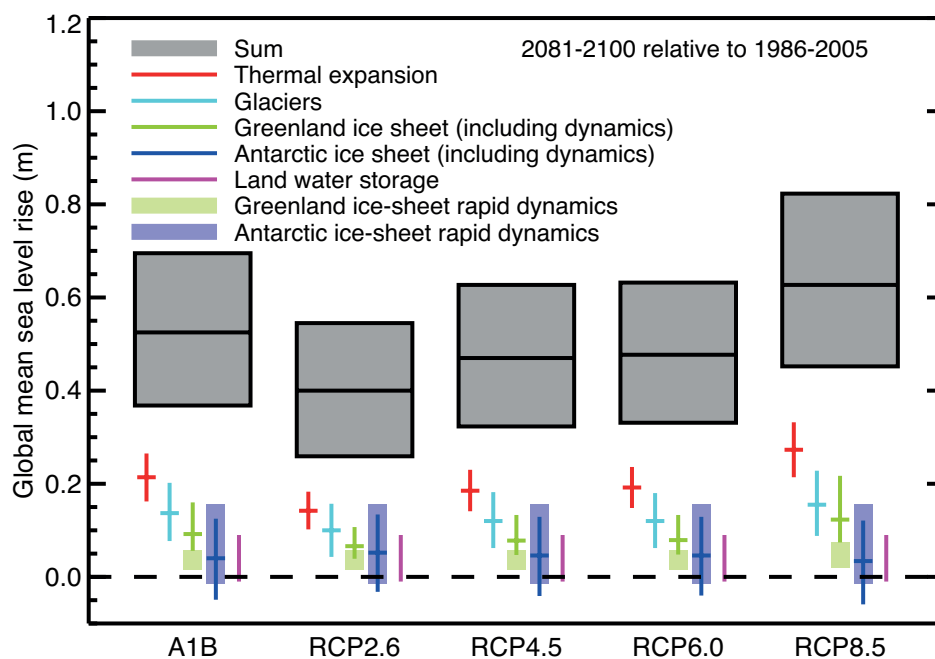 1.2
1.0
0.8
0.6
0.4
0.2
0.0
Global mean sea level rise (m)
2081-2100 relative to 1986-2005
Sum
Thermal expansion
Glaciers
Greenland ice sheet (including dynamics)
Antarctic ice sheet (including dynamics)
Land water storage
Greenland ice-sheet rapid dynamics
Antarctic ice-sheet rapid dynamics
A1B RCP2.6 RCP4.5 RCP6.0 RCP8.5